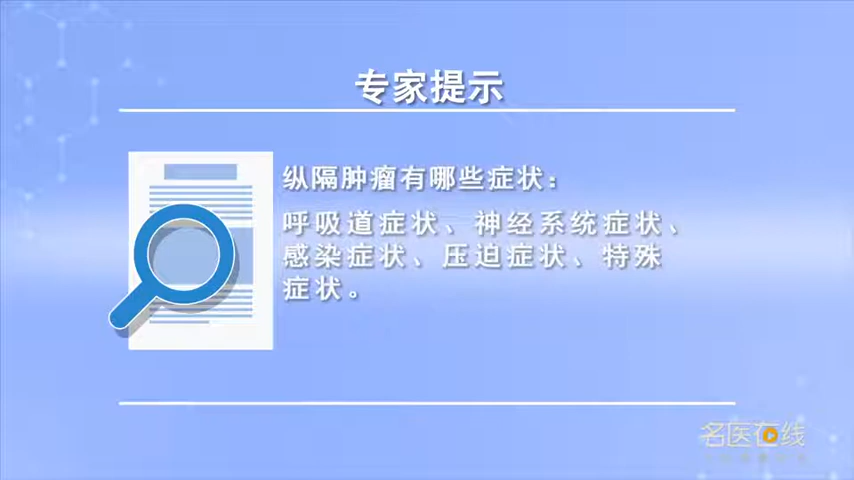 专家提示
纵隔肿瘤有哪些症状：
呼吸道症状、神经系统症状、
感染症状、压迫症状、特殊
症状。
名医在线